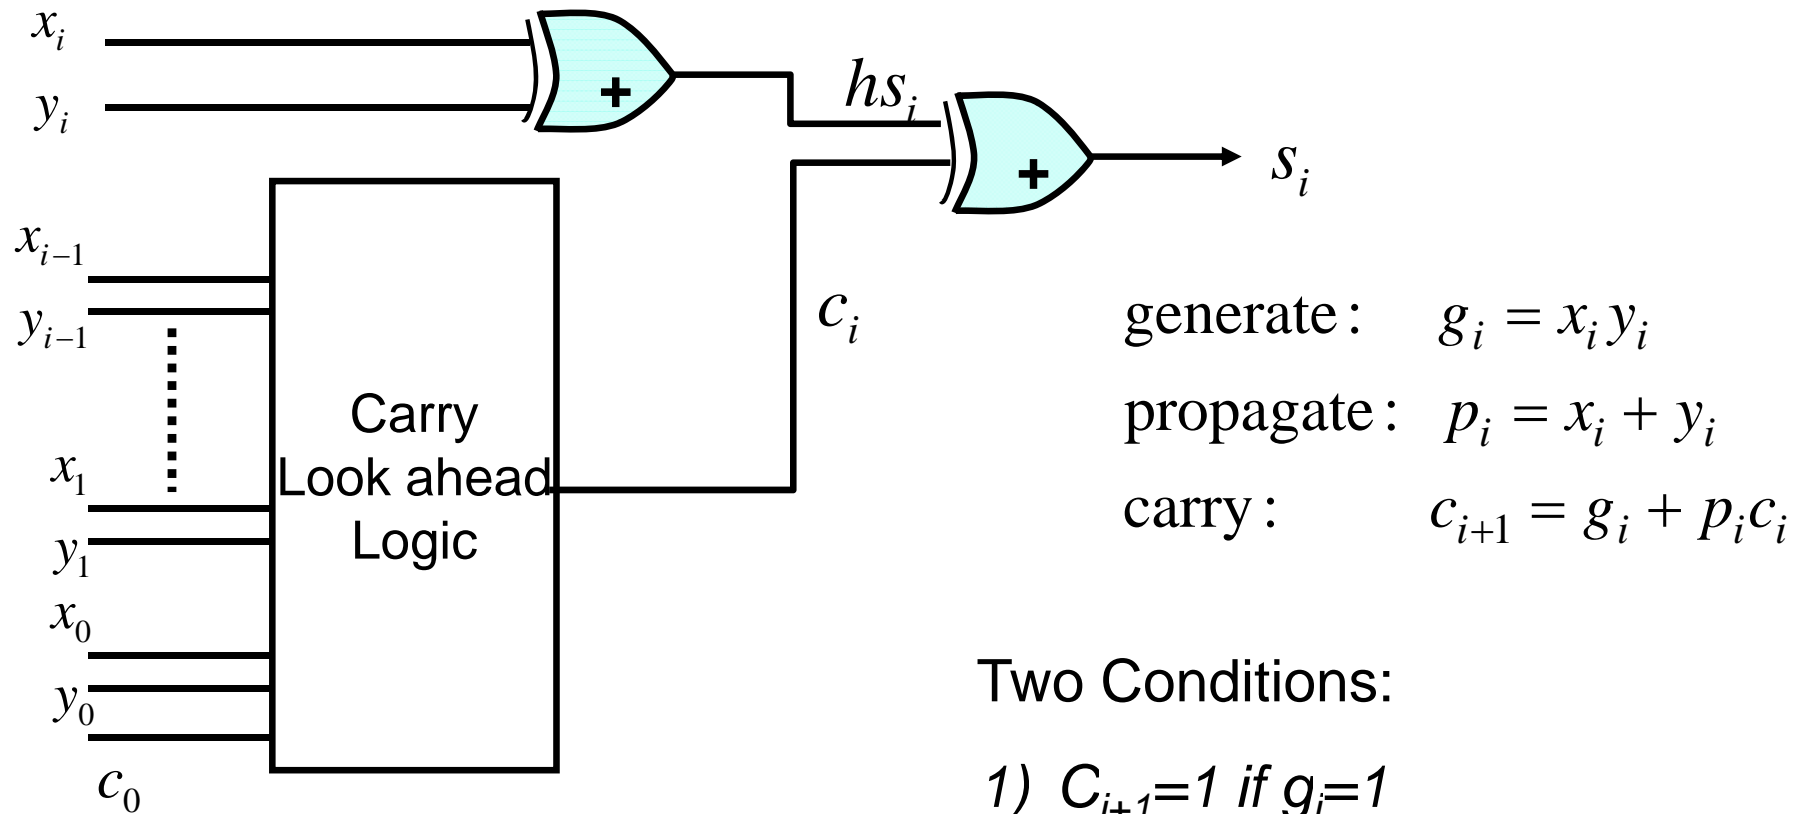 xᵢ
yᵢ
+
hsᵢ
+
sᵢ
xᵢ₋₁
yᵢ₋₁
cᵢ
Carry
Look ahead
Logic
x₁
y₁
x₀
y₀
c₀
generate : gᵢ = xᵢyᵢ
propagate : pᵢ = xᵢ + yᵢ
carry : cᵢ₊₁ = gᵢ + pᵢcᵢ
Two Conditions:
1) Cᵢ₊₁=1 if gᵢ=1